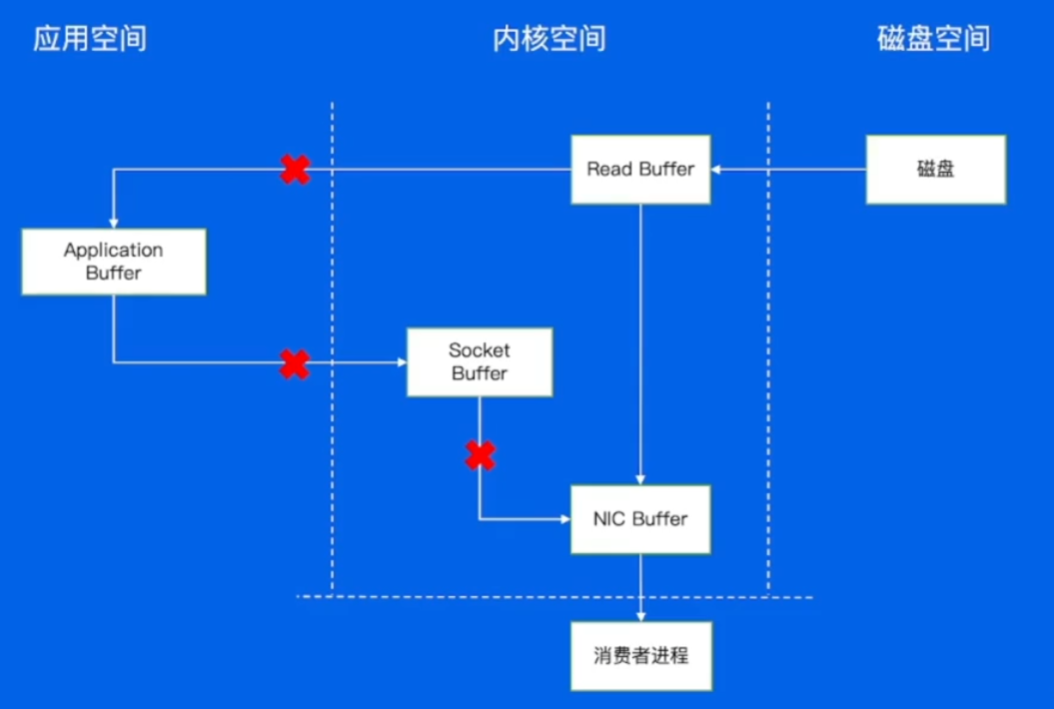 应用空间
内核空间
磁盘空间
Read Buffer
磁盘
Application
Buffer
Socket
Buffer
NIC Buffer
消费者进程